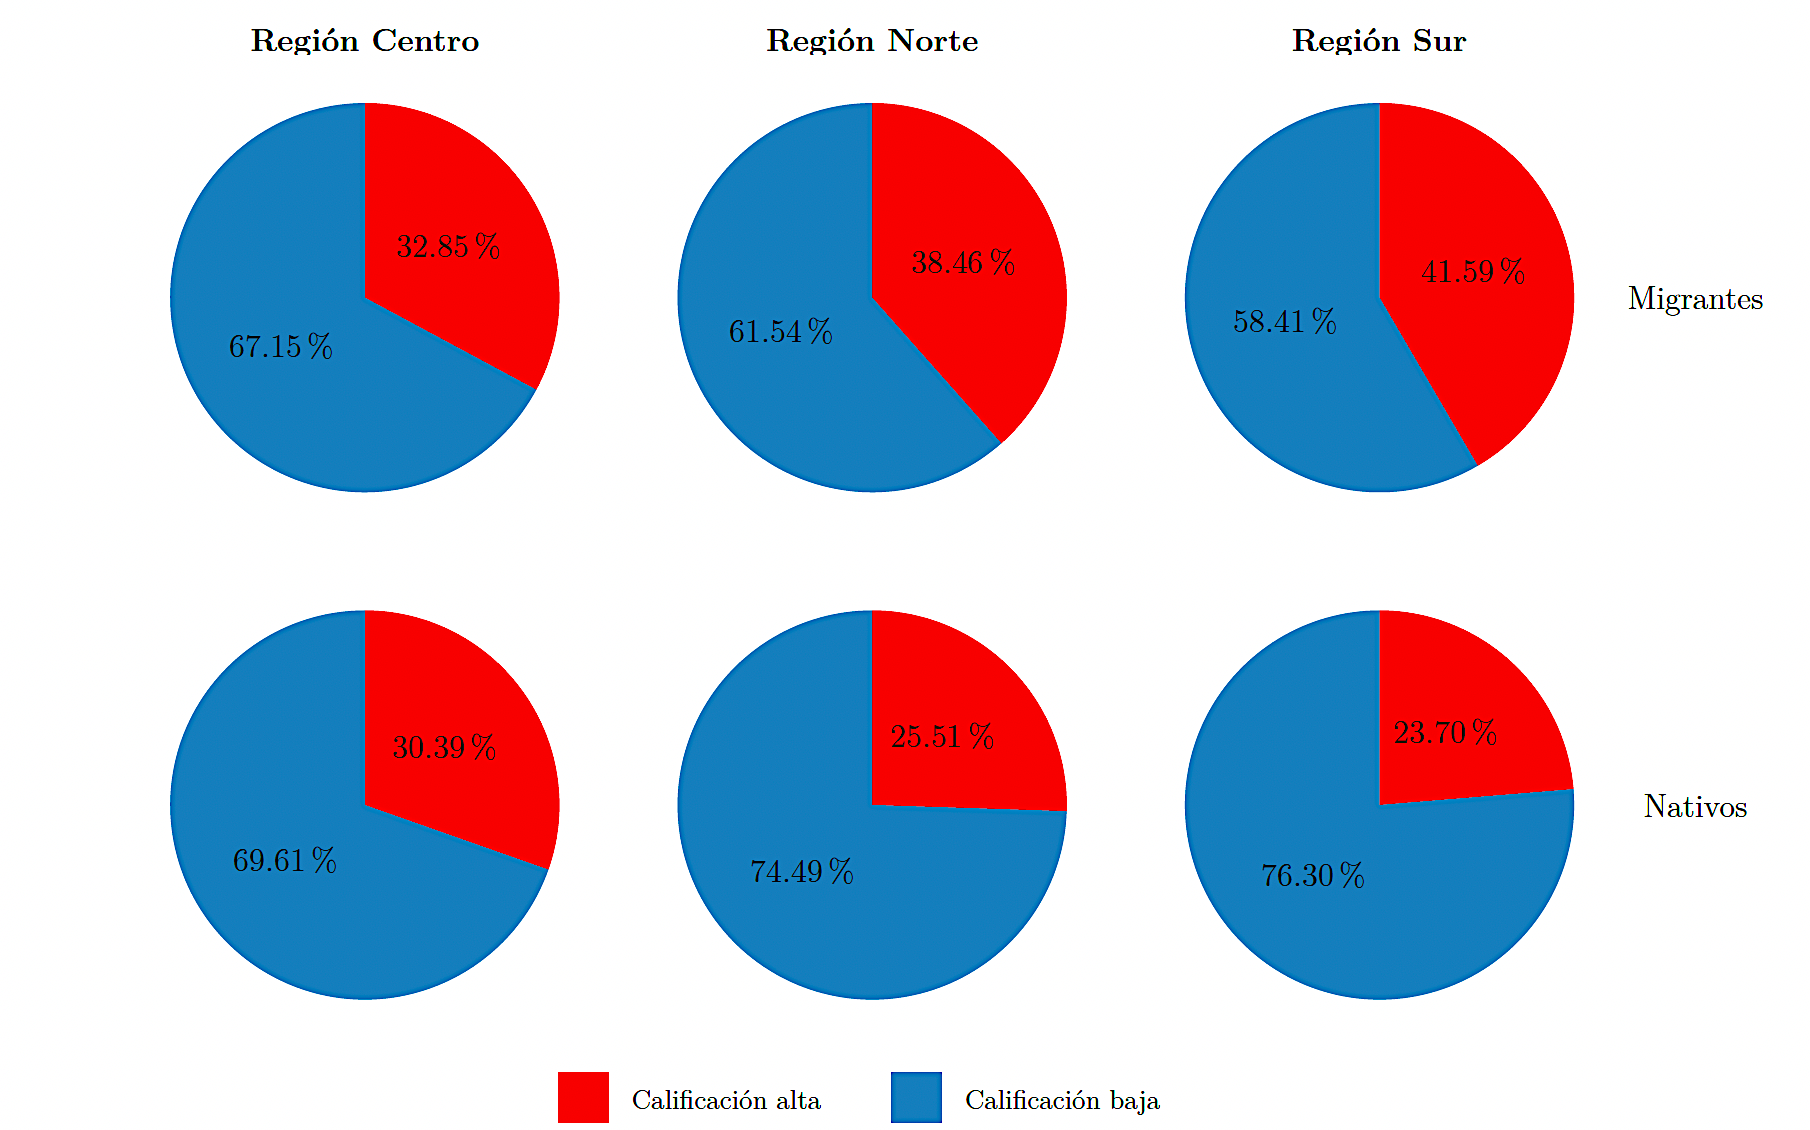 Región Centro
Región Norte
Región Sur
32.85 %
67.15 %
38.46 %
61.54 %
41.59 %
58.41 %
Migrantes
30.39 %
69.61 %
25.51 %
74.49 %
23.70 %
76.30 %
Nativos
Calificación alta
Calificación baja